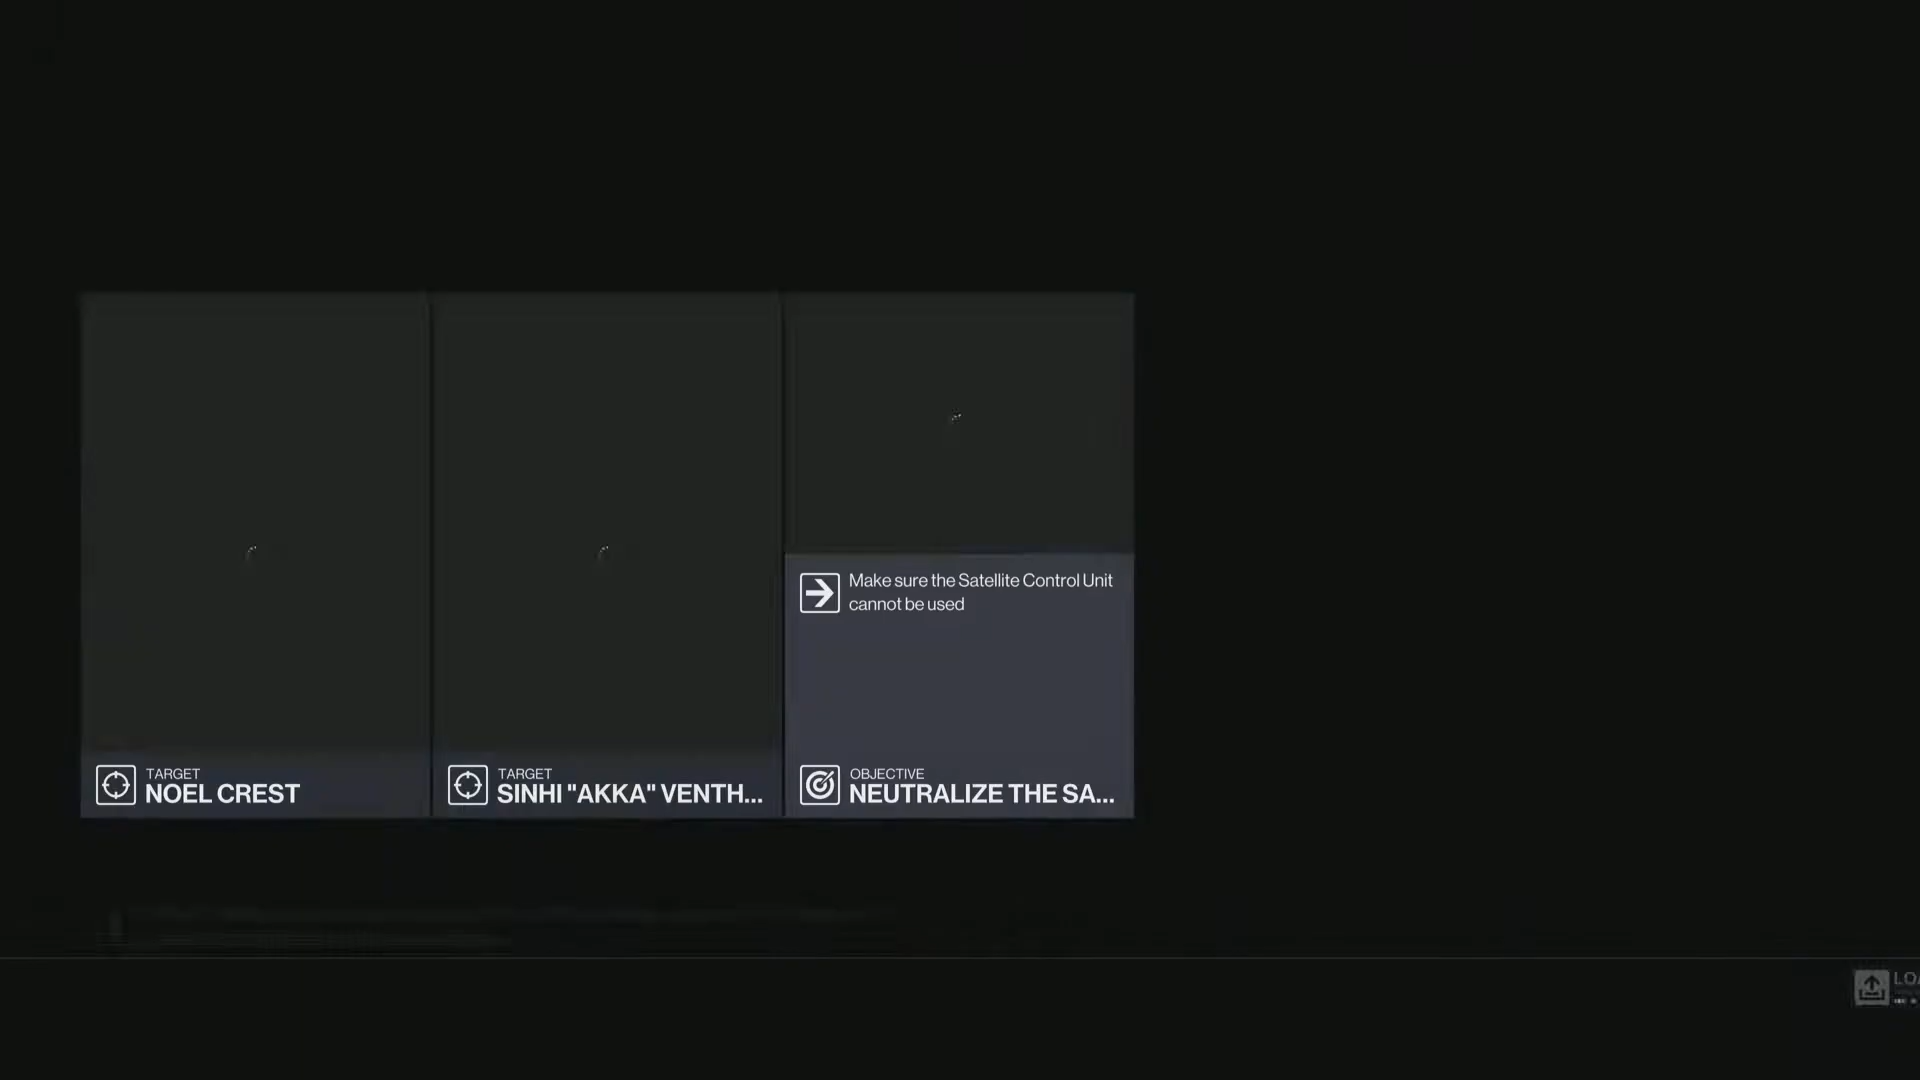 Make sure the Satellite Control Unit
cannot be used
TARGET
NOEL CREST
TARGET
SINHI "AKKA" VENTH...
OBJECTIVE
NEUTRALIZE THE SA...